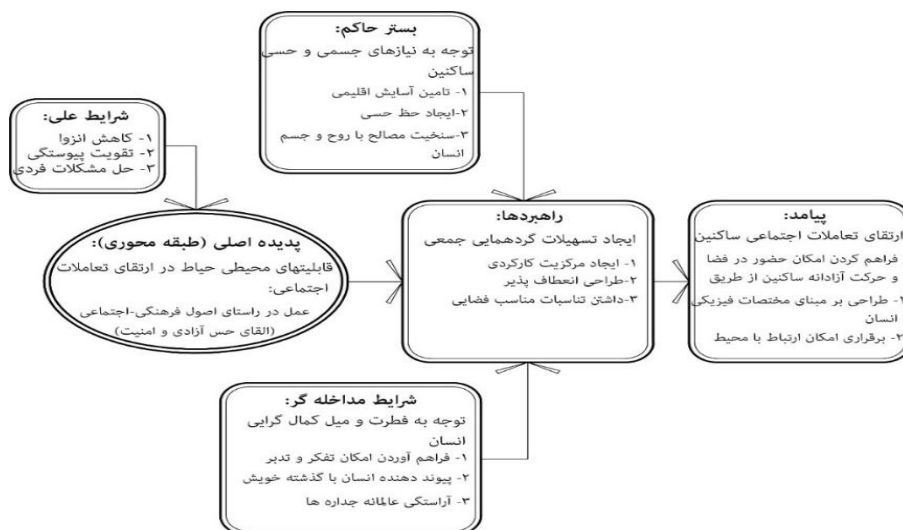 بستر حاکم:
توجه به نیازهای جسمی و حسی
ساکنین
۱- تامین آسایش اقلیمی
۲-ایجاد حظ حسی
۳-سنخیت مصالح با روح و جسم
انسان
شرایط علی:
۱- کاهش انزوا
۲- تقویت پیوستگی
۳- حل مشکلات فردی
پدیده اصلی (طبقه محوری):
قابلیتهای محیطی حیاط در ارتقای تعاملات
اجتماعی:
عمل در راستای اصول فرهنگی-اجتماعی
(القای حس آزادی و امنیت)
راهبردها:
ایجاد تسهیلات گردهمایی جمعی
۱- ایجاد مرکزیت کارکردی
۲-طراحی انعطاف پذیر
۳-داشتن تناسبات مناسب فضایی
پیامد:
ارتقای تعاملات اجتماعی ساکنین
فراهم کردن امکان حضور در فضا
و حرکت آزادانه ساکنین از طریق
۱- طراحی بر مبنای مختصات فیزیکی
انسان
۲- برقراری امکان ارتباط با محیط
شرایط مداخله گر:
توجه به فطرت و میل کمال گرایی
انسان
۱- فراهم آوردن امکان تفکر و تدبر
۲- پیوند دهنده انسان با گذشته خویش
۳- آراستگی عالمانه جداره ها